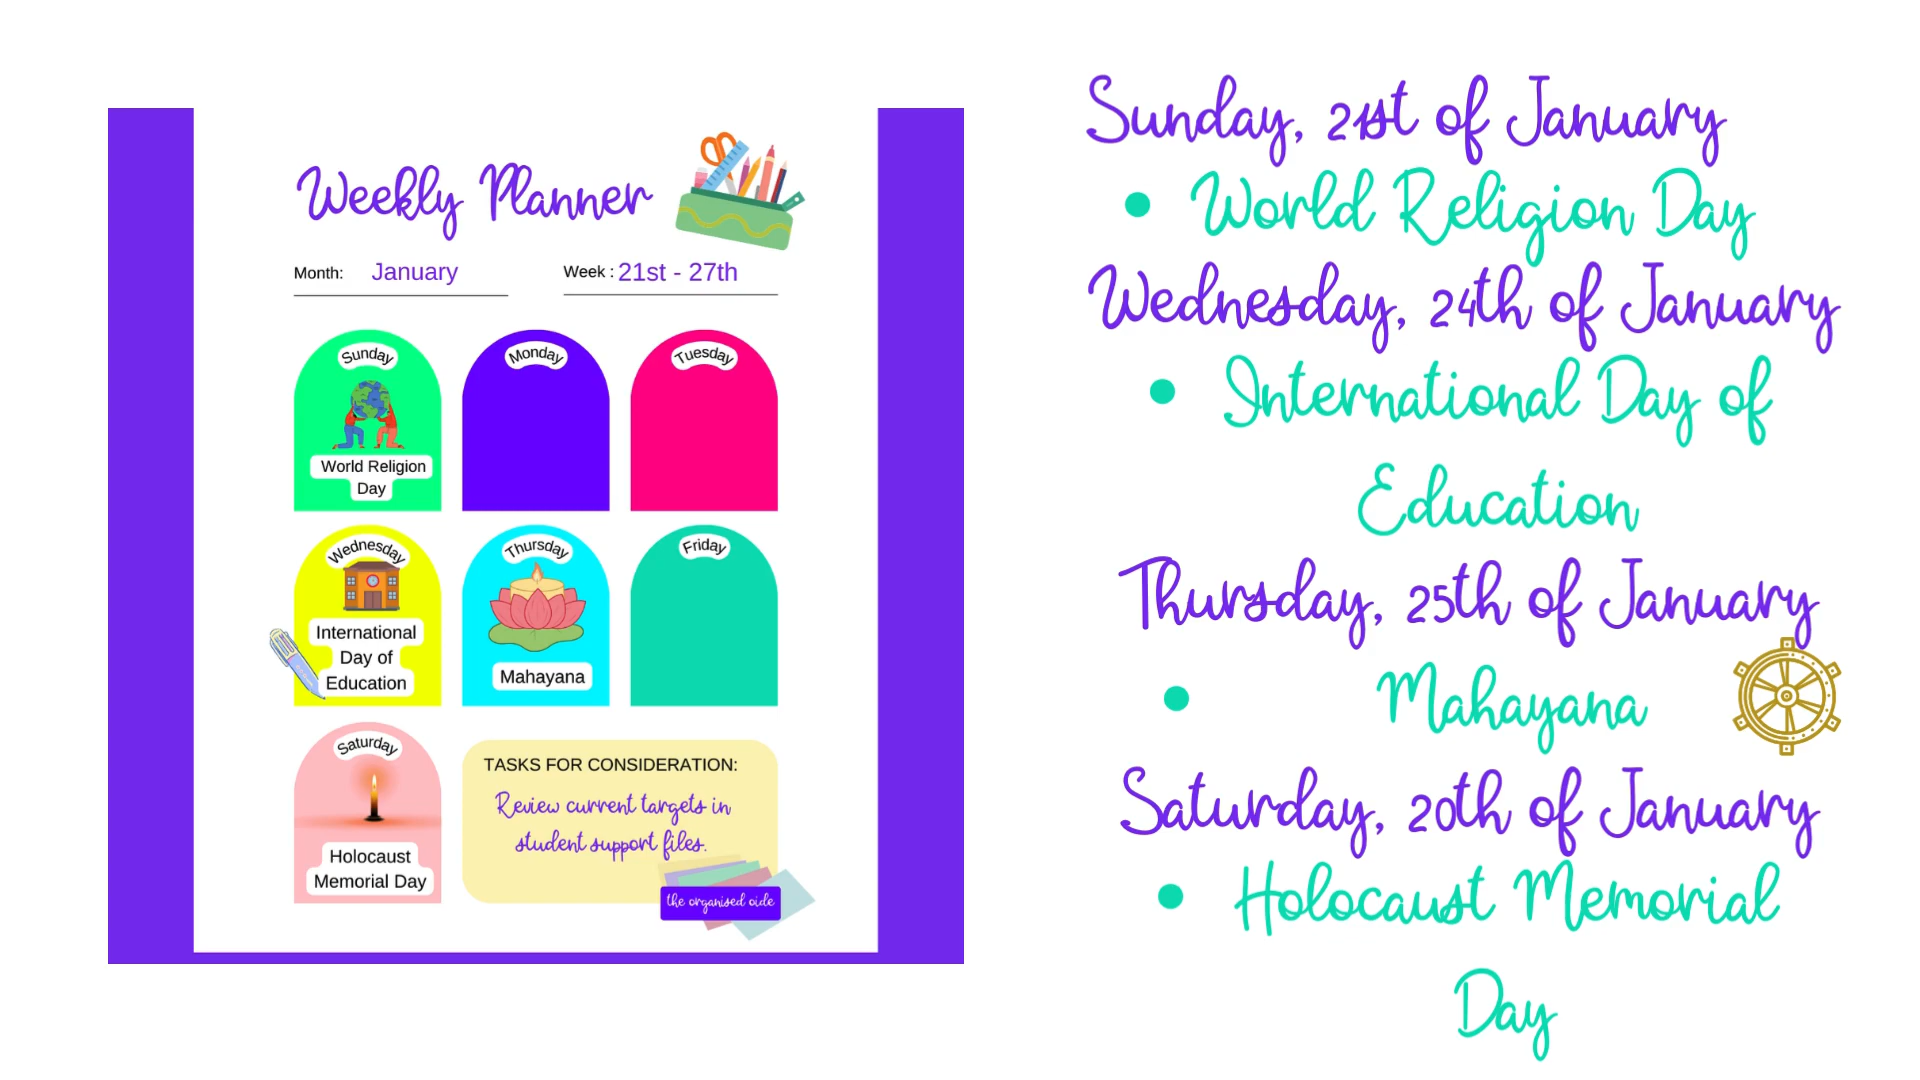 Weekly Planner
Month: January
Week : 21st - 27th
Sunday
World Religion
Day
Monday
Tuesday
Wednesday
International
Day of
Education
Thursday
Mahayana
Friday
Saturday
Holocaust
Memorial Day
TASKS FOR CONSIDERATION:
Review current targets in
student support files.
the organised oide
Sunday, 21st of January
• World Religion Day
Wednesday, 24th of January
• International Day of
Education
Thursday, 25th of January
• Mahayana
Saturday, 20th of January
• Holocaust Memorial
Day